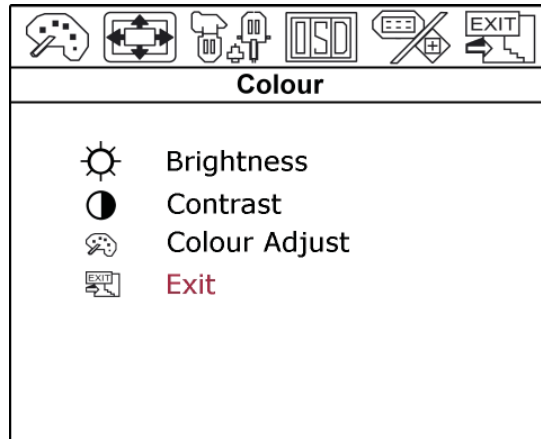 OSD EXIT
Colour
Brightness
Contrast
Colour Adjust
EXIT Exit